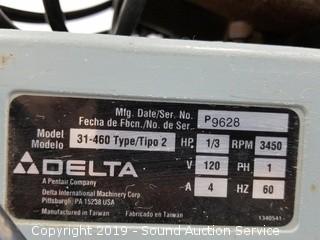 Mfg. Date/Ser. No. P9628
Fecha de Fbcn./No. de Ser.
Model 31-460 Type/Tipo 2 HP 1/3 RPM 3450
Modelo
DELTA V 120 PH 1
A Pentair Company
Delta International Machinery Corp A 4 HZ 60
Pittsburgh, PA 15238 USA
Manufactured in Taiwan Fabricado en Taiwan 1340541
Copyright 2019 - Sound Auction Service